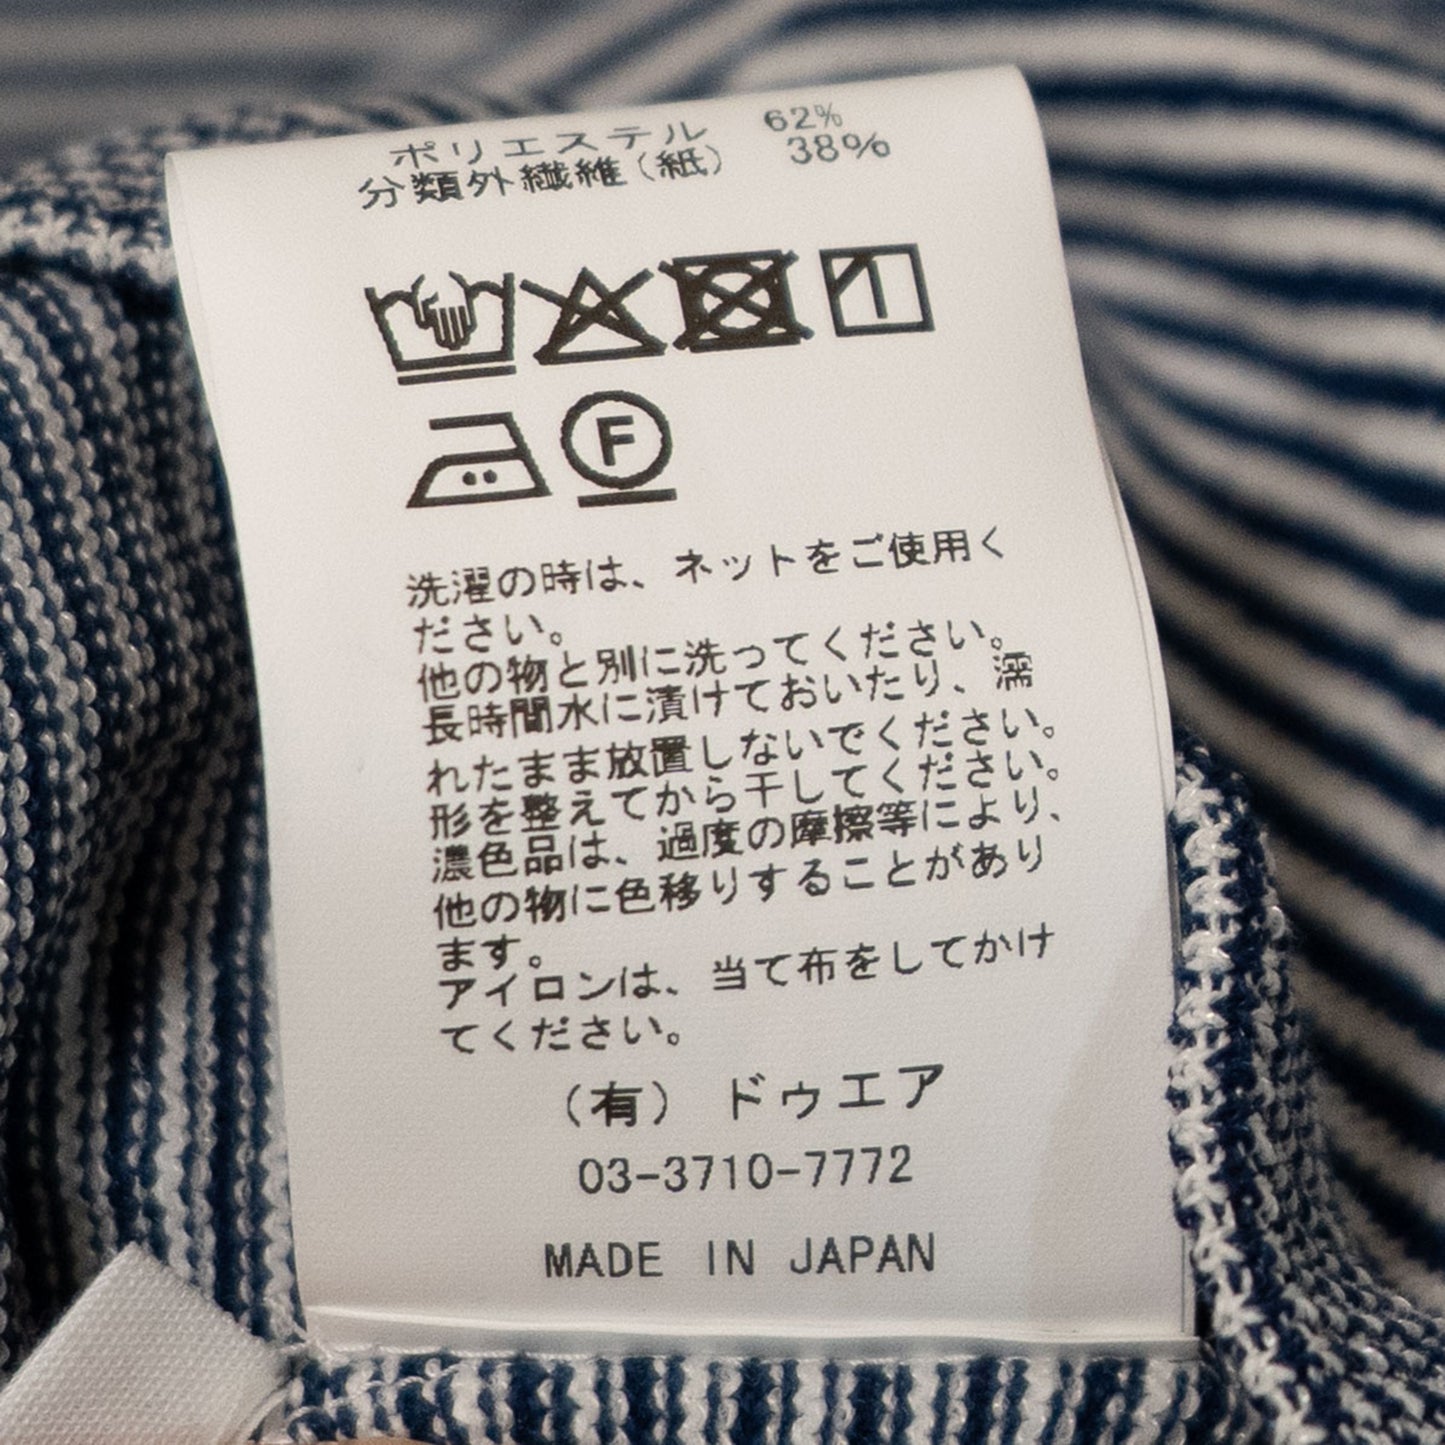 ポリエステル 62%
分類外繊維(紙) 38%
F
洗濯の時は、ネットをご使用く
ださい。
他の物と別に洗ってください。
長時間水に漬けておいたり、濡
れたまま放置しないでください。
形を整えてから干してください。
濃色品は、過度の摩擦等により、
他の物に色移りすることがあり
ます。
アイロンは、当て布をしてかけ
てください。
(有) ドゥエア
03-3710-7772
MADE IN JAPAN